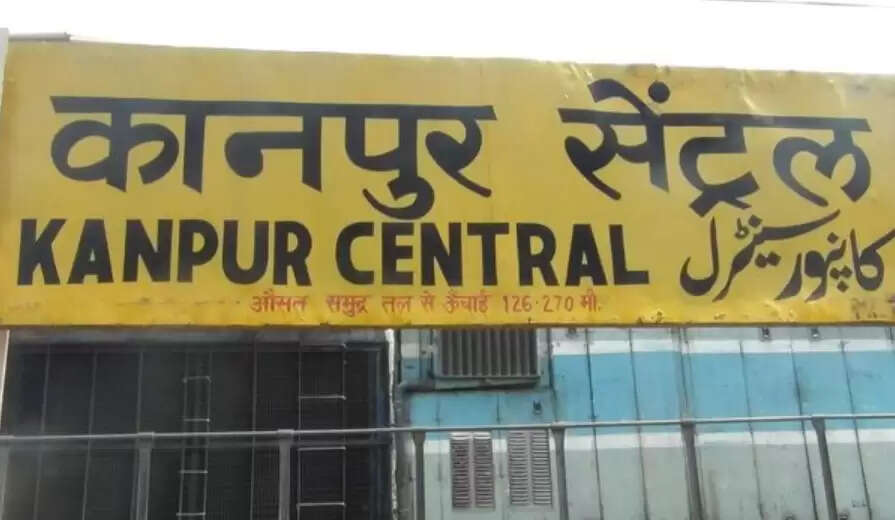 कानपुर सेंट्रल
KANPUR CENTRAL کانپور سینٹرل
औसत समुद्र तल से ऊँचाई 126·270 मी.